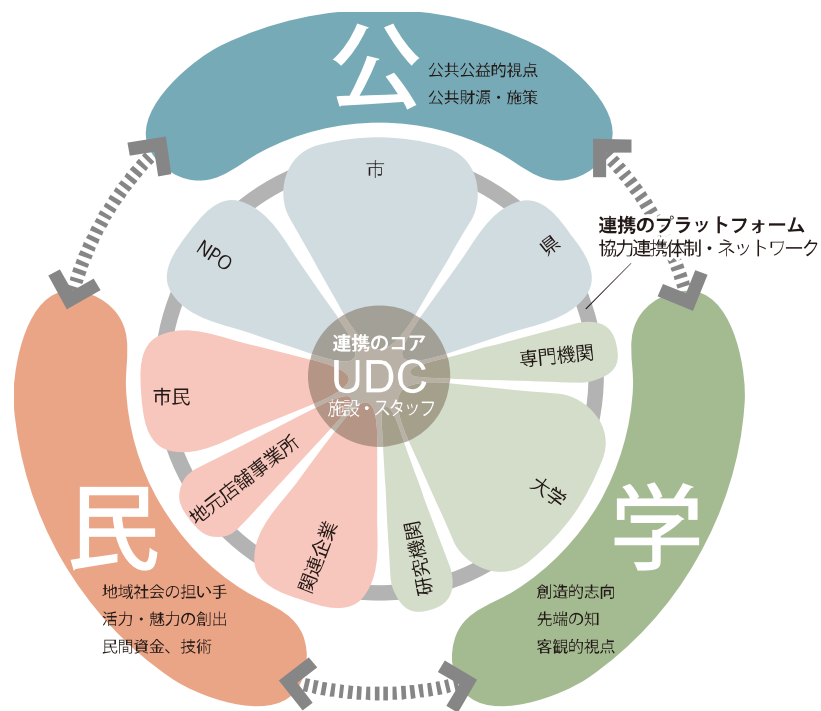 公
公共公益的視点
公共財源・施策
市
NPO
県
連携のプラットフォーム
協力連携体制・ネットワーク
連携のコア
UDC
施設・スタッフ
専門機関
市民
大学
地元店舗事業所
関連企業
研究機関
民
地域社会の担い手
活力・魅力の創出
民間資金、技術
学
創造的志向
先端の知
客観的視点